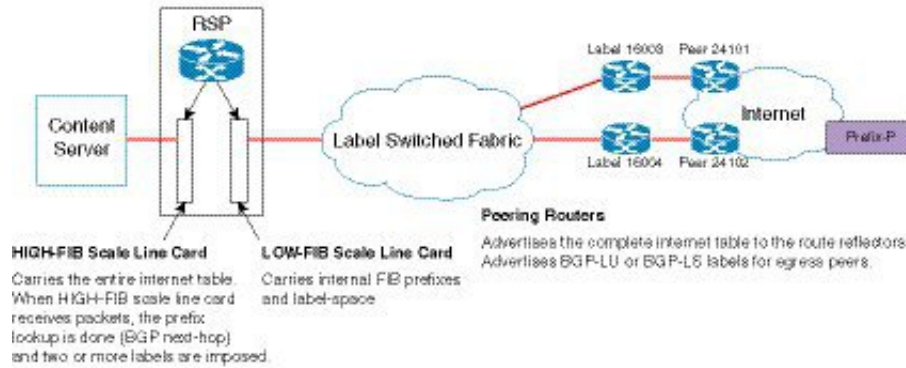 RSP
Label 16003
Peer 24101
Content
Server
Label Switched Fabric
Internet
Prefix-P
Label 16004
Peer 24102
Peering Routers
Advertises the complete internet table to the route reflectors
Advertises BGP-LU or BGP-LS labels for egress peers.
HIGH-FIB Scale Line Card
Carries the entire internet table.
When HIGH-FIB scale line card
receives packets, the prefix
lookup is done (BGP next-hop)
and two or more labels are imposed.
LOW-FIB Scale Line Card
Carries internal FIB prefixes
and label-space